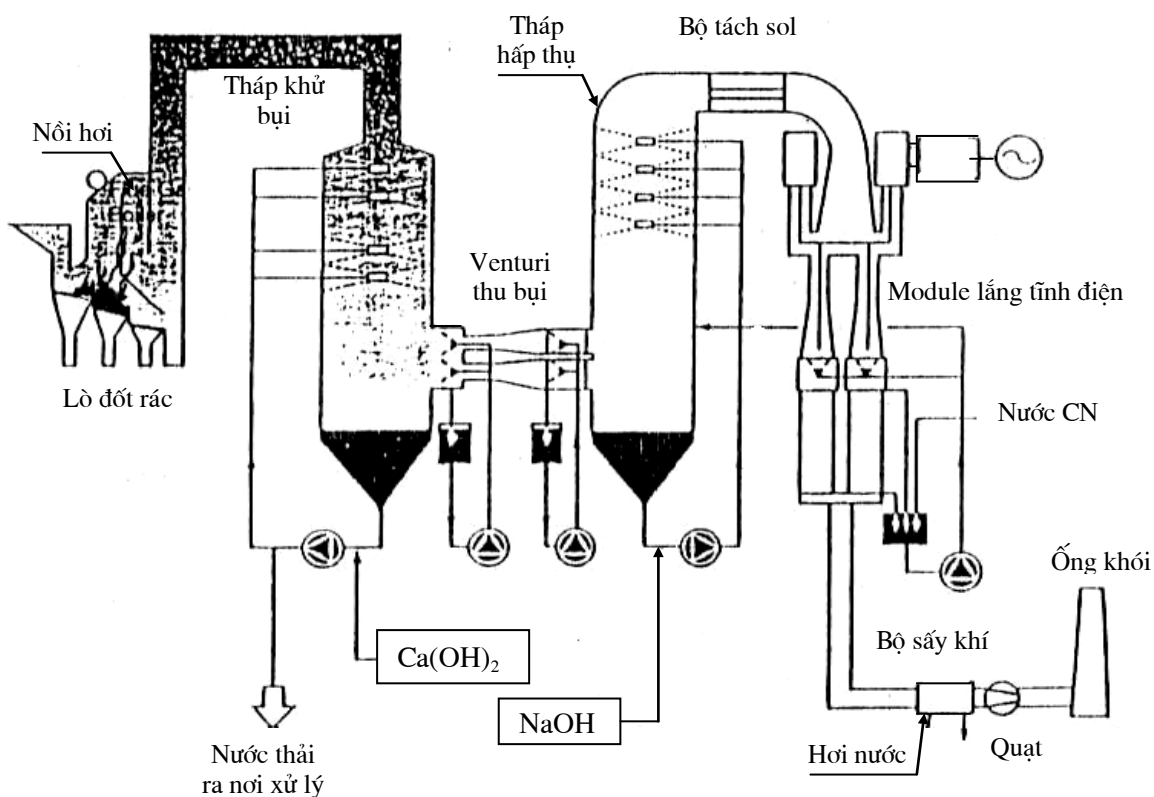 Tháp
hấp thụ
Bộ tách sol
Tháp khử
bụi
Nồi hơi
Venturi
thu bụi
Module lắng tĩnh điện
Lò đốt rác
Nước CN
Ống khói
Ca(OH)₂
Bộ sấy khí
NaOH
Nước thải
ra nơi xử lý
Hơi nước
Quạt